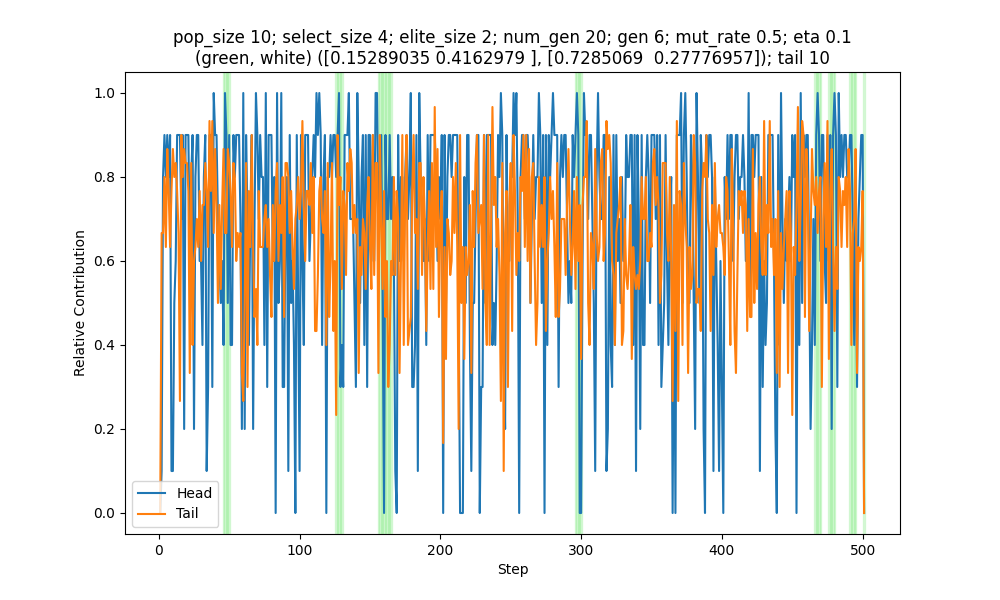 pop_size 10; select_size 4; elite_size 2; num_gen 20; gen 6; mut_rate 0.5; eta 0.1
(green, white) ([0.15289035 0.4162979 ], [0.7285069  0.27776957]); tail 10
1.0
0.8
0.6
0.4
0.2
0.0
Relative Contribution
Head
Tail
0
100
200
300
400
500
Step